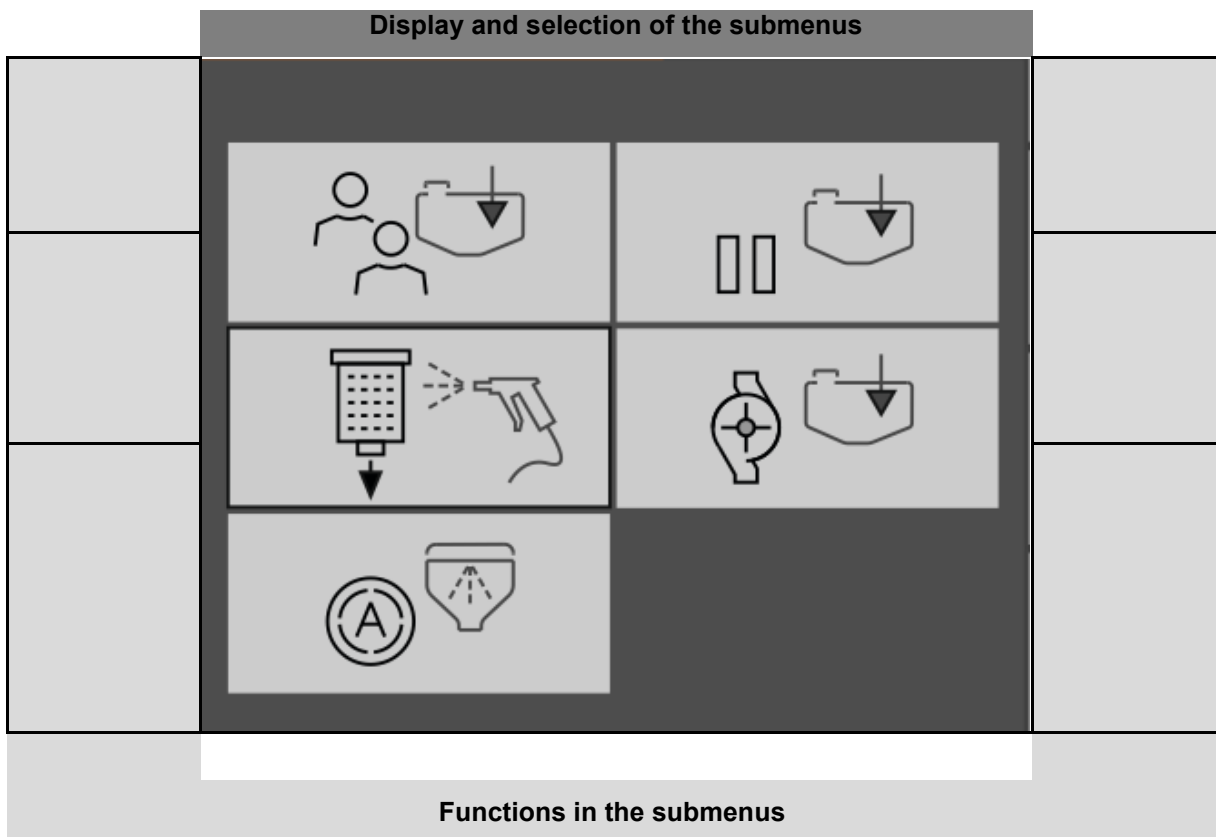 Display and selection of the submenus
A
Functions in the submenus